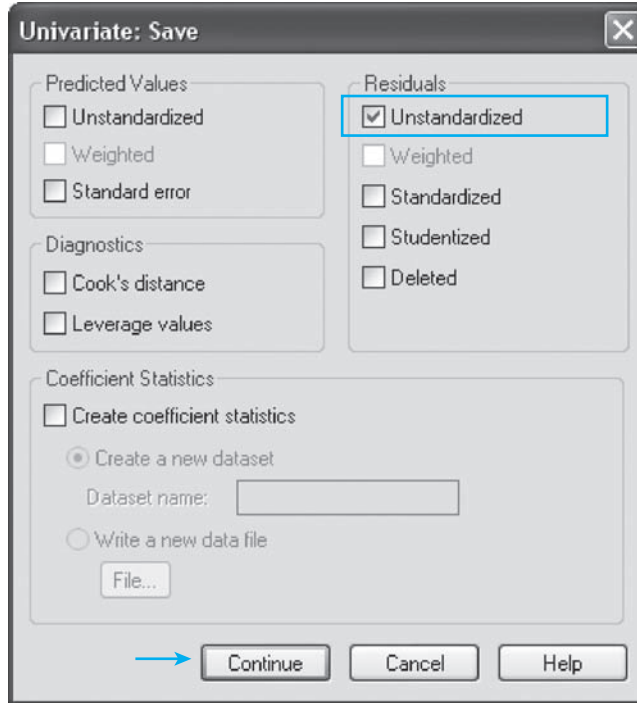 Univariate: Save
Predicted Values
Unstandardized
Weighted
Standard error
Diagnostics
Cook's distance
Leverage values
Residuals
Unstandardized
Weighted
Standardized
Studentized
Deleted
Coefficient Statistics
Create coefficient statistics
Create a new dataset
Dataset name:
Write a new data file
File...
Continue Cancel Help